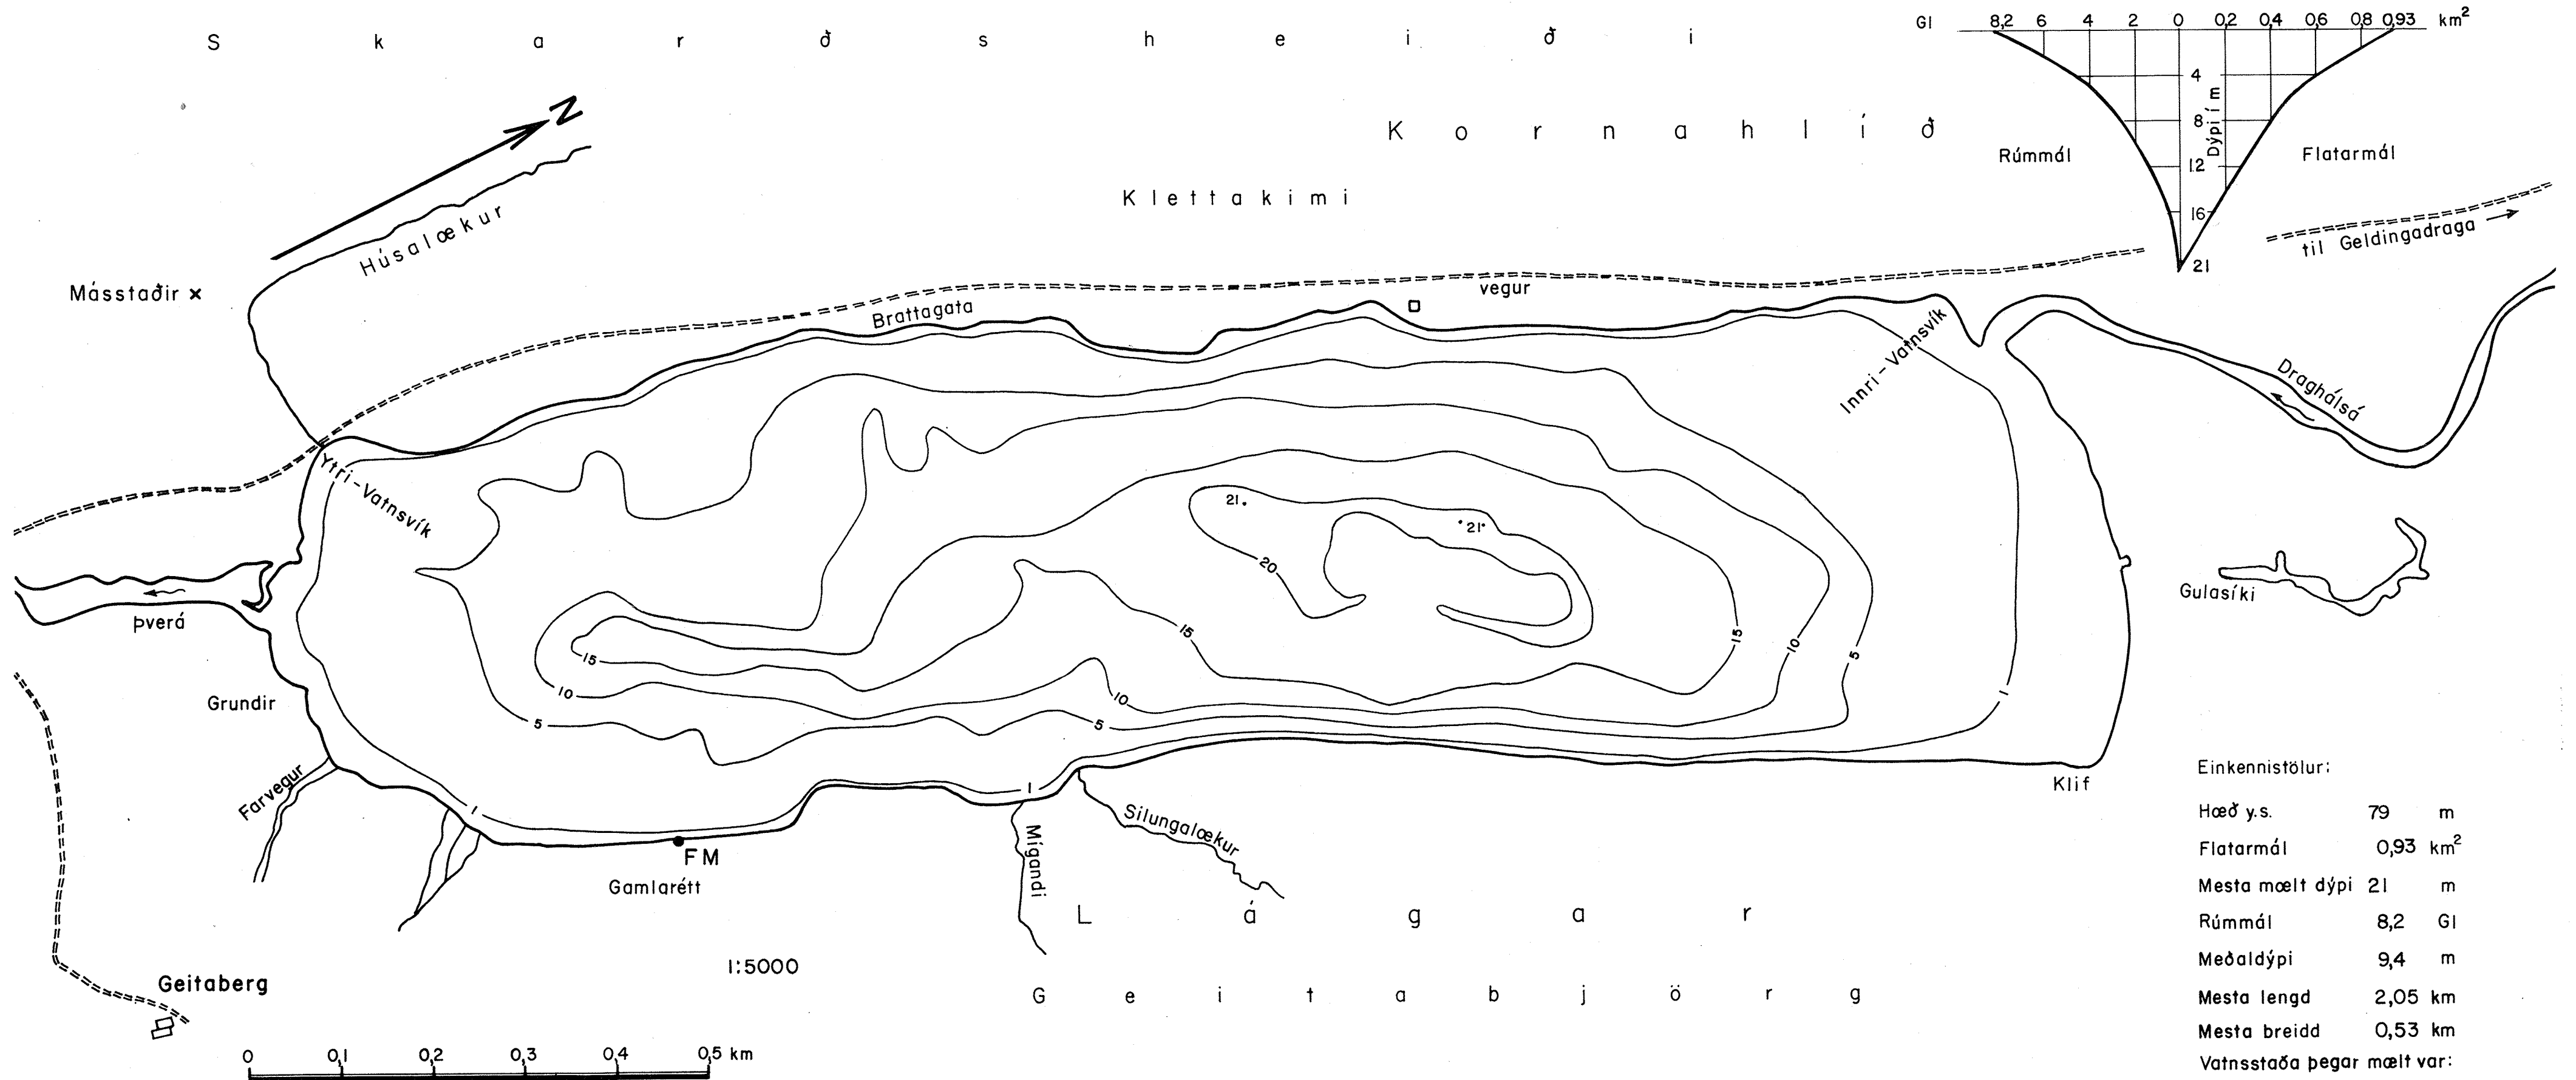 Skarðsheiði
Gl 8,2 6 4 2 0 0,2 0,4 0,6 0,8 0,93 km²
4
8
12
16
21
Dýpi í m
Rúmmál
Flatarmál
N
Kornahlíð
Klettakimi
Húsalækur
Másstaðir x
til Geldingadraga
vegur
Brattagata
Innri-Vatnsvík
Draghálsá
Ytri-Vatnsvík
21.
21
20
15
15
15
10
10
10
5
5
5
1
1
1
Gulasíki
Þverá
Grundir
Farvegur
Klif
Silungalækur
Mígandi
FM
Gamlarétt
Lágar
1:5000
Geitaberg
Geitabjörg
0 0,1 0,2 0,3 0,4 0,5 km
Einkennistölur:
Hæð y.s. 79 m
Flatarmál 0,93 km²
Mesta mælt dýpi 21 m
Rúmmál 8,2 Gl
Meðaldýpi 9,4 m
Mesta lengd 2,05 km
Mesta breidd 0,53 km
Vatnsstaða þegar mælt var: